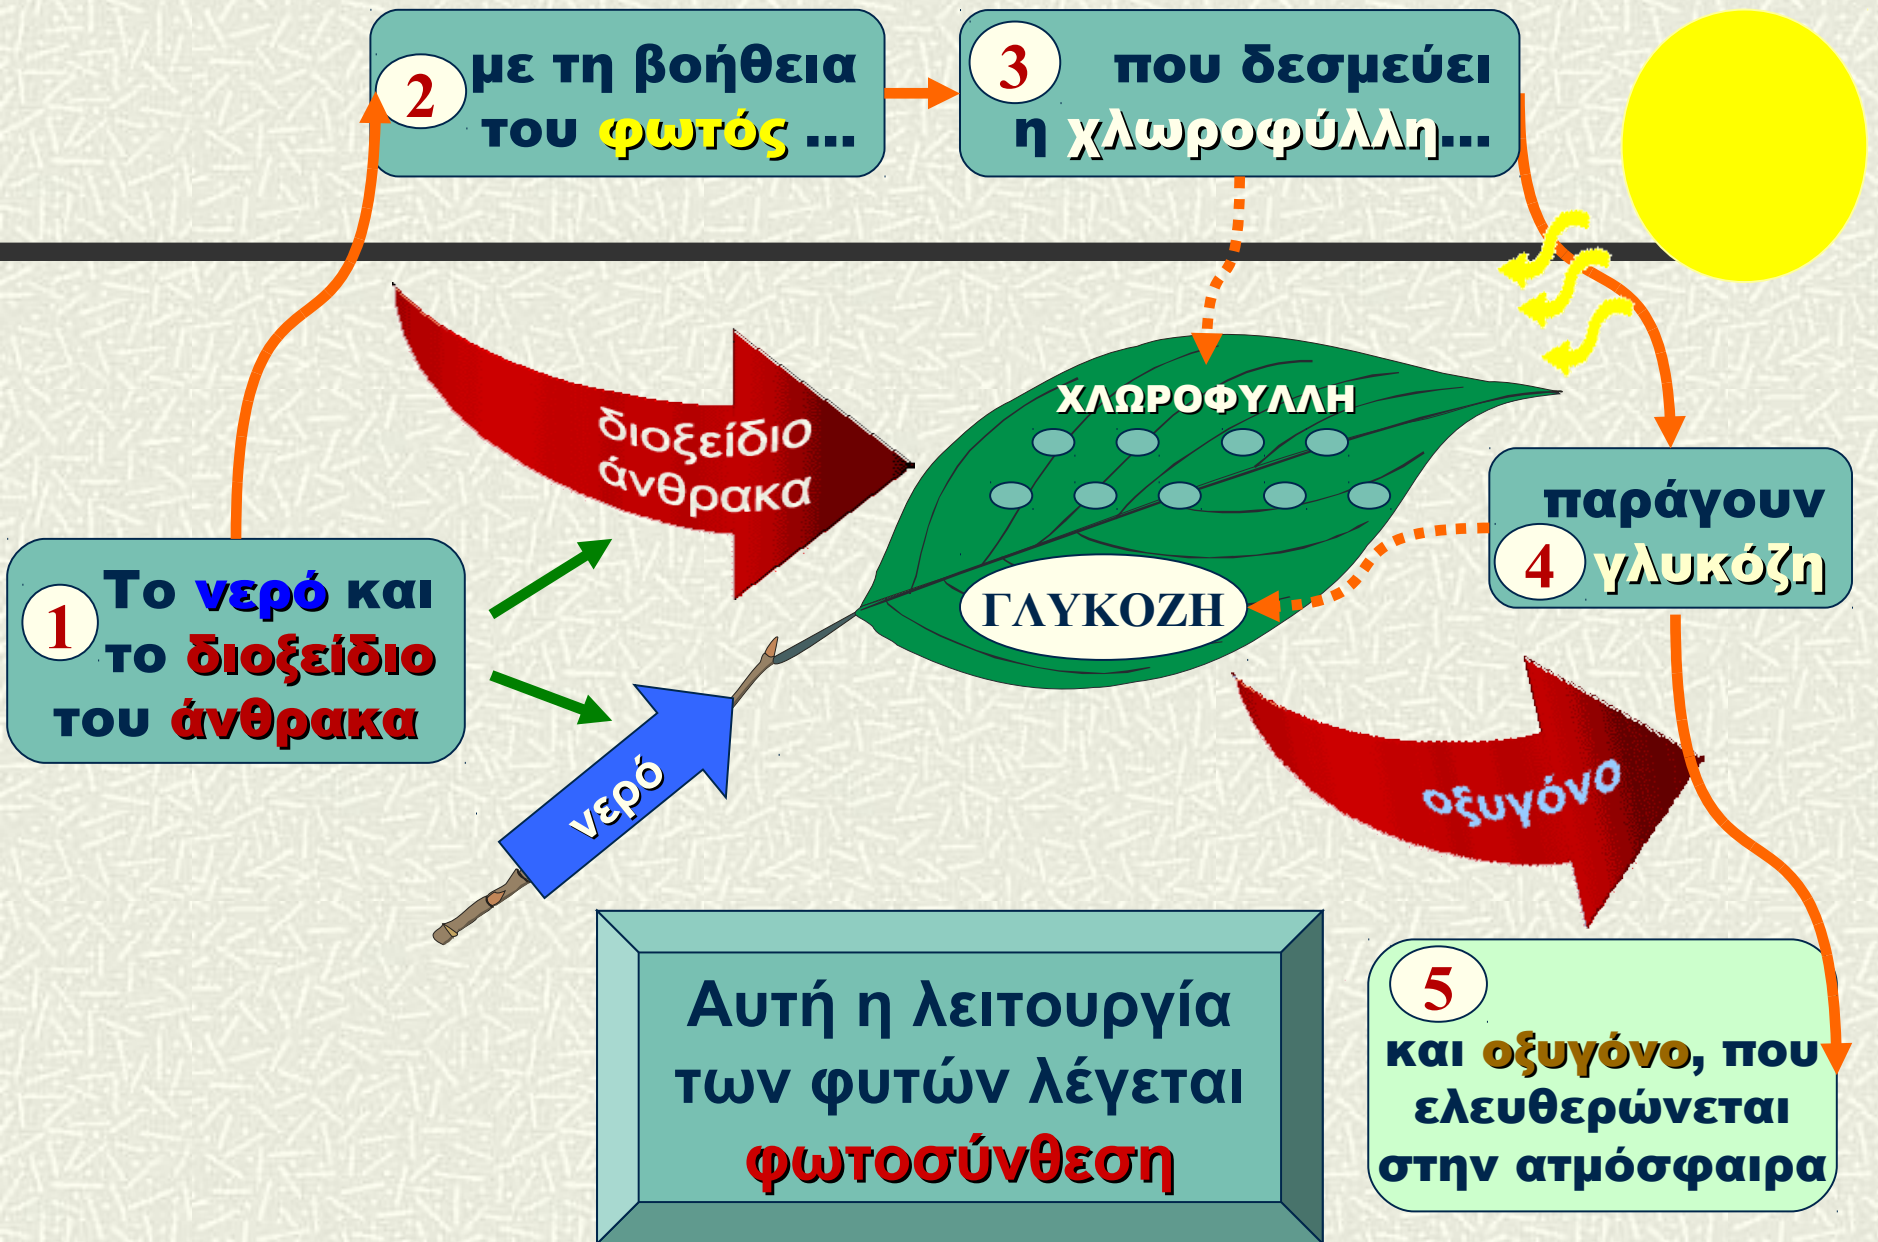 1
Το νερό και
το διοξείδιο
του άνθρακα
2
με τη βοήθεια
του φωτός ...
3
που δεσμεύει
η χλωροφύλλη...
διοξείδιο
άνθρακα
νερό
ΧΛΩΡΟΦΥΛΛΗ
ΓΛΥΚΟΖΗ
παράγουν
4
γλυκόζη
οξυγόνο
5
και οξυγόνο, που
ελευθερώνεται
στην ατμόσφαιρα
Αυτή η λειτουργία
των φυτών λέγεται
φωτοσύνθεση